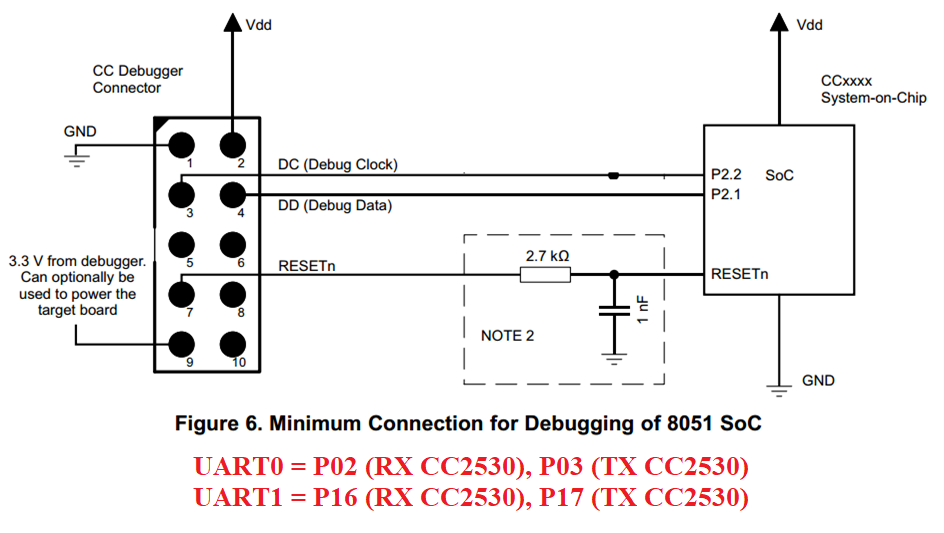 Vdd
Vdd
CC Debugger
Connector
CCxxxx
System-on-Chip
GND
1
2
DC (Debug Clock)
P2.2
SoC
3
4
DD (Debug Data)
P2.1
3.3 V from debugger.
Can optionally be
used to power the
target board
5
6
RESETn
2.7 kΩ
RESETn
7
8
1 nF
NOTE 2
9
10
GND
Figure 6. Minimum Connection for Debugging of 8051 SoC
UART0 = P02 (RX CC2530), P03 (TX CC2530)
UART1 = P16 (RX CC2530), P17 (TX CC2530)